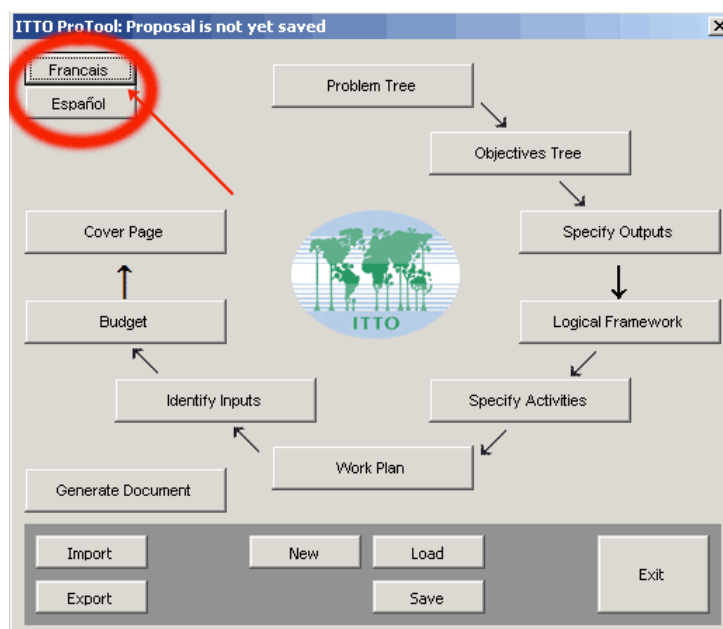 ITTO ProTool: Proposal is not yet saved
Francais
Español
Problem Tree
Objectives Tree
Cover Page
Specify Outputs
ITTO
Budget
Logical Framework
Identify Inputs
Specify Activities
Work Plan
Generate Document
Import
New
Load
Exit
Export
Save